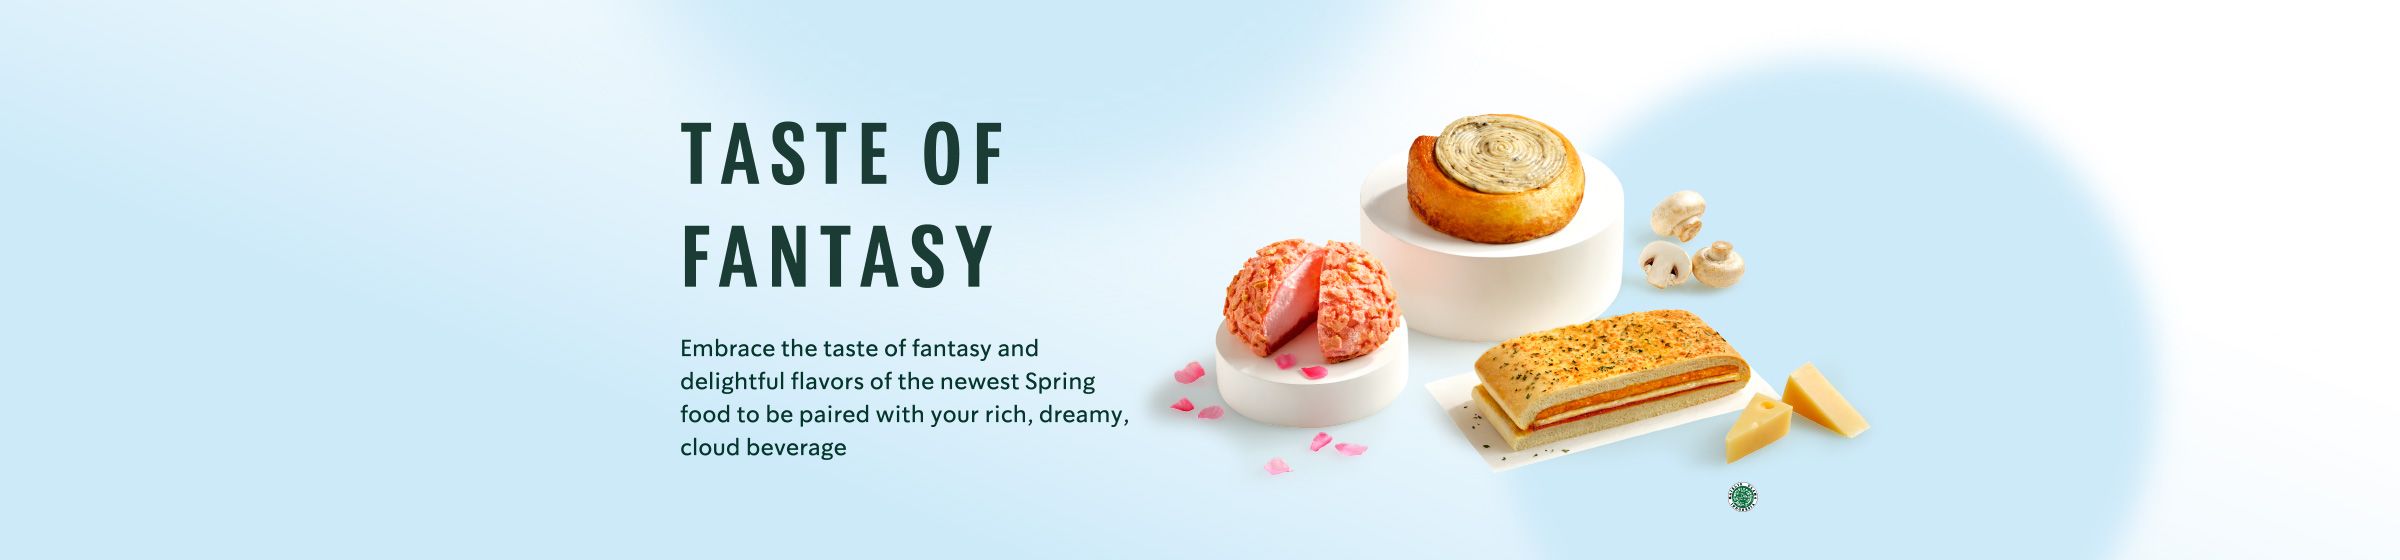 TASTE OF
FANTASY
Embrace the taste of fantasy and
delightful flavors of the newest Spring
food to be paired with your rich, dreamy,
cloud beverage